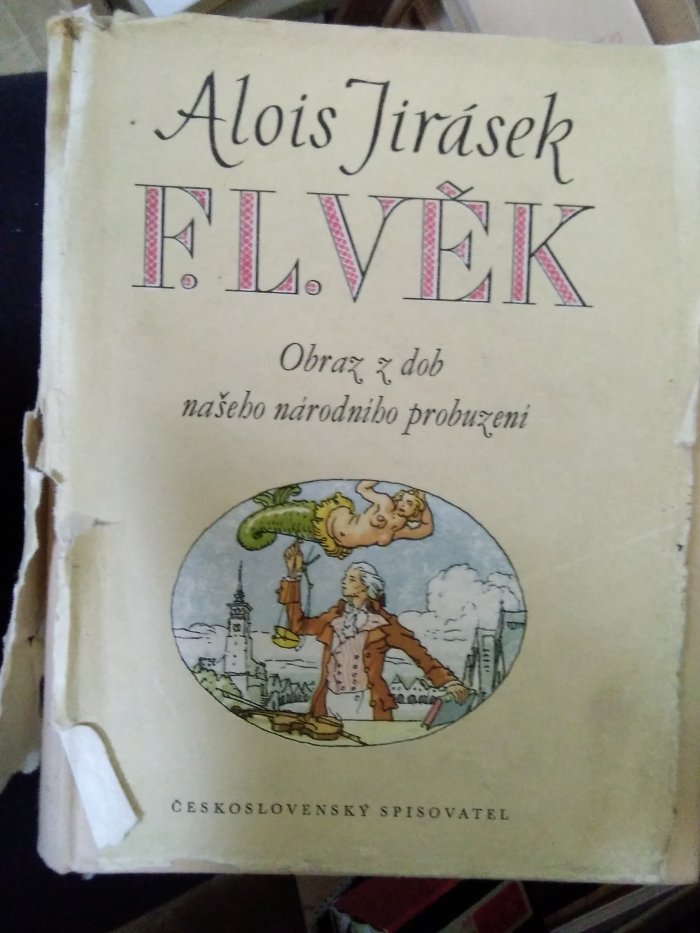 Alois Jirásek
F. L. VĚK
Obraz z dob
našeho národního probuzení
ČESKOSLOVENSKÝ SPISOVATEL